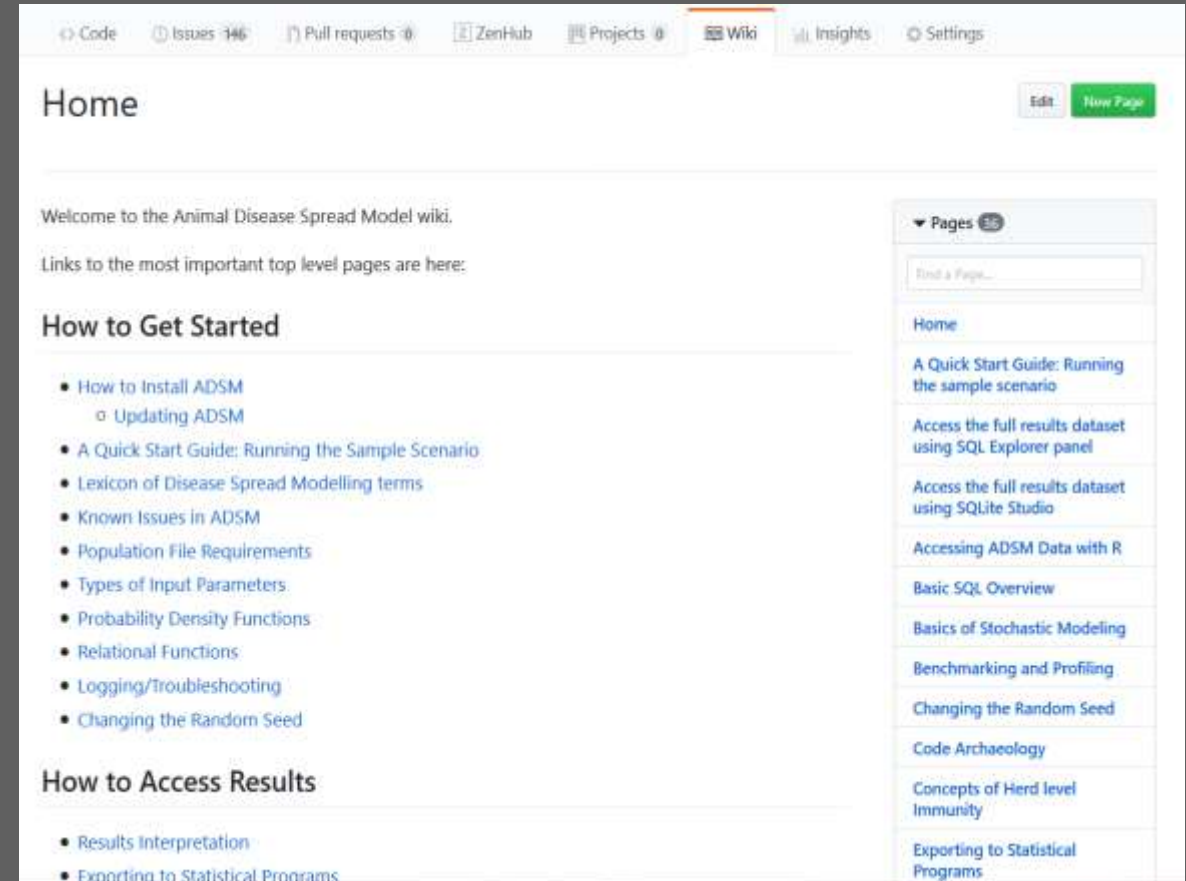 Code Issues 146 Pull requests 0 ZenHub Projects 0 Wiki Insights Settings
Home
Edit New Page
Welcome to the Animal Disease Spread Model wiki.
Links to the most important top level pages are here:
How to Get Started
How to Install ADSM
Updating ADSM
A Quick Start Guide: Running the Sample Scenario
Lexicon of Disease Spread Modelling terms
Known Issues in ADSM
Population File Requirements
Types of Input Parameters
Probability Density Functions
Relational Functions
Logging/Troubleshooting
Changing the Random Seed
How to Access Results
Results Interpretation
Exporting to Statistical Programs
Pages 36
Find a Page...
Home
A Quick Start Guide: Running
the sample scenario
Access the full results dataset
using SQL Explorer panel
Access the full results dataset
using SQLite Studio
Accessing ADSM Data with R
Basic SQL Overview
Basics of Stochastic Modeling
Benchmarking and Profiling
Changing the Random Seed
Code Archaeology
Concepts of Herd level
Immunity
Exporting to Statistical
Programs